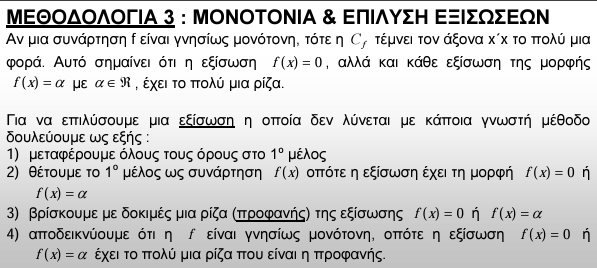 ΜΕΘΟΔΟΛΟΓΙΑ 3 : ΜΟΝΟΤΟΝΙΑ & ΕΠΙΛΥΣΗ ΕΞΙΣΩΣΕΩΝ
Αν μια συνάρτηση f είναι γνησίως μονότονη, τότε η C_f τέμνει τον άξονα x΄x το πολύ μια
φορά. Αυτό σημαίνει ότι η εξίσωση f(x) = 0, αλλά και κάθε εξίσωση της μορφής
f(x) = α με α ∈ ℜ, έχει το πολύ μια ρίζα.
Για να επιλύσουμε μια εξίσωση η οποία δεν λύνεται με κάποια γνωστή μέθοδο
δουλεύουμε ως εξής :
1) μεταφέρουμε όλους τους όρους στο 1º μέλος
2) θέτουμε το 1º μέλος ως συνάρτηση f(x) οπότε η εξίσωση έχει τη μορφή f(x) = 0 ή
f(x) = α
3) βρίσκουμε με δοκιμές μια ρίζα (προφανής) της εξίσωσης f(x) = 0 ή f(x) = α
4) αποδεικνύουμε ότι η f είναι γνησίως μονότονη, οπότε η εξίσωση f(x) = 0 ή
f(x) = α έχει το πολύ μια ρίζα που είναι η προφανής.